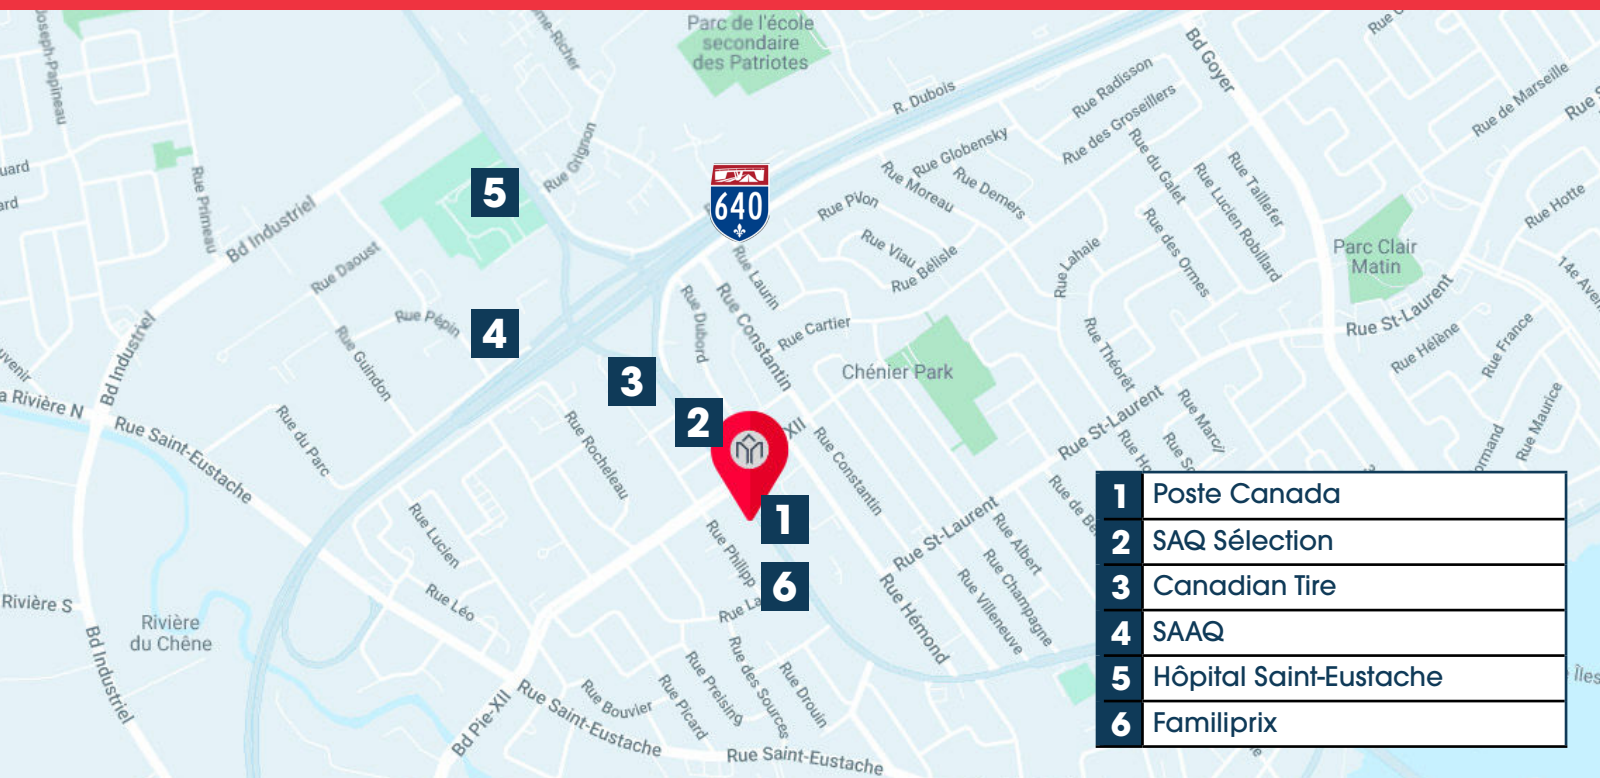 Parc de l'école
secondaire
des Patriotes
Bd Goyer
R. Dubois
Rue Radisson
Rue des Groseillers
Rue de Marseille
Joseph-Papineau
Rue Grignon
Rue Globensky
Rue Moreau
Rue Demers
Rue du Galet
Rue Taillefer
Rue Lucien Robillard
Rue Hotte
5
640
Rue Primeau
Bd Industriel
Rue Daoust
Rue Pilon
Rue Viau
Rue Bélisle
Rue Lahaie
Rue des Ormes
Parc Clair
Matin
Rue Laurin
Rue Constantin
Rue Dubord
Rue Cartier
Rue St-Laurent
Rue Hélène
Rue France
Rue Maurice
Rue Pépin
4
Rue Guindon
Bd Industriel
3
Chénier Park
Rue Théorêt
2
Rue Saint-Eustache
Rue du Parc
Rue Rocheleau
XII
Rue Constantin
Rue St-Laurent
Rue Marcil
1
Rue Lucien
Rue St-Laurent
Rue Albert
Rue Champagne
Rue Villeneuve
Rue Hémond
6
Rue Léo
Rivière S
Rivière
du Chêne
Bd Industriel
Rue des Sources
Rue Drouin
Rue Preising
Rue Picard
Rue Bouvier
Bd Pie-XII
Rue Saint-Eustache
Rue Saint-Eustache
1 Poste Canada
2 SAQ Sélection
3 Canadian Tire
4 SAAQ
5 Hôpital Saint-Eustache
6 Familiprix